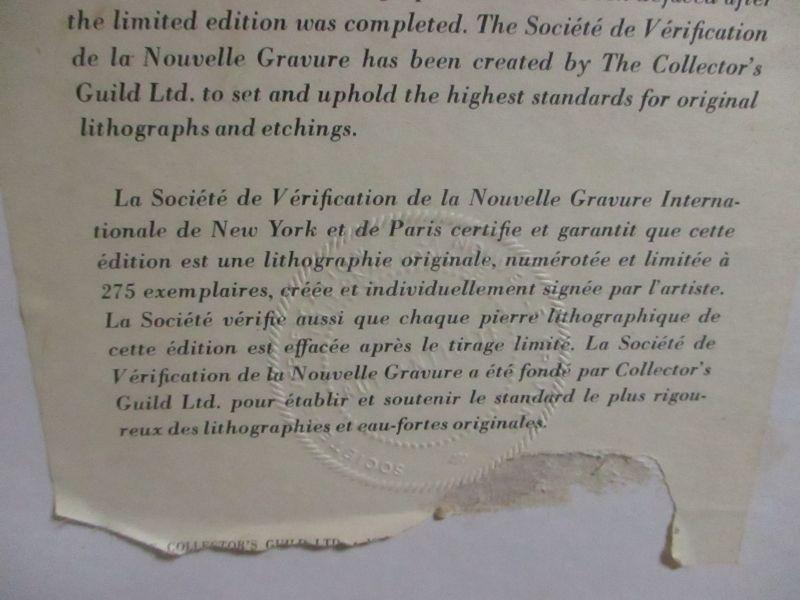 after
the limited edition was completed. The Société de Vérification
de la Nouvelle Gravure has been created by The Collector's
Guild Ltd. to set and uphold the highest standards for original
lithographs and etchings.
La Société de Vérification de la Nouvelle Gravure Interna-
tionale de New York et de Paris certifie et garantit que cette
édition est une lithographie originale, numérotée et limitée à
275 exemplaires, créée et individuellement signée par l'artiste.
La Société vérifie aussi que chaque pierre lithographique de
cette édition est effacée après le tirage limité. La Société de
Vérification de la Nouvelle Gravure a été fondé par Collector's
Guild Ltd. pour établir et soutenir le standard le plus rigou-
reux des lithographies et eau-fortes originales.
COLLECTOR'S GUILD LTD.